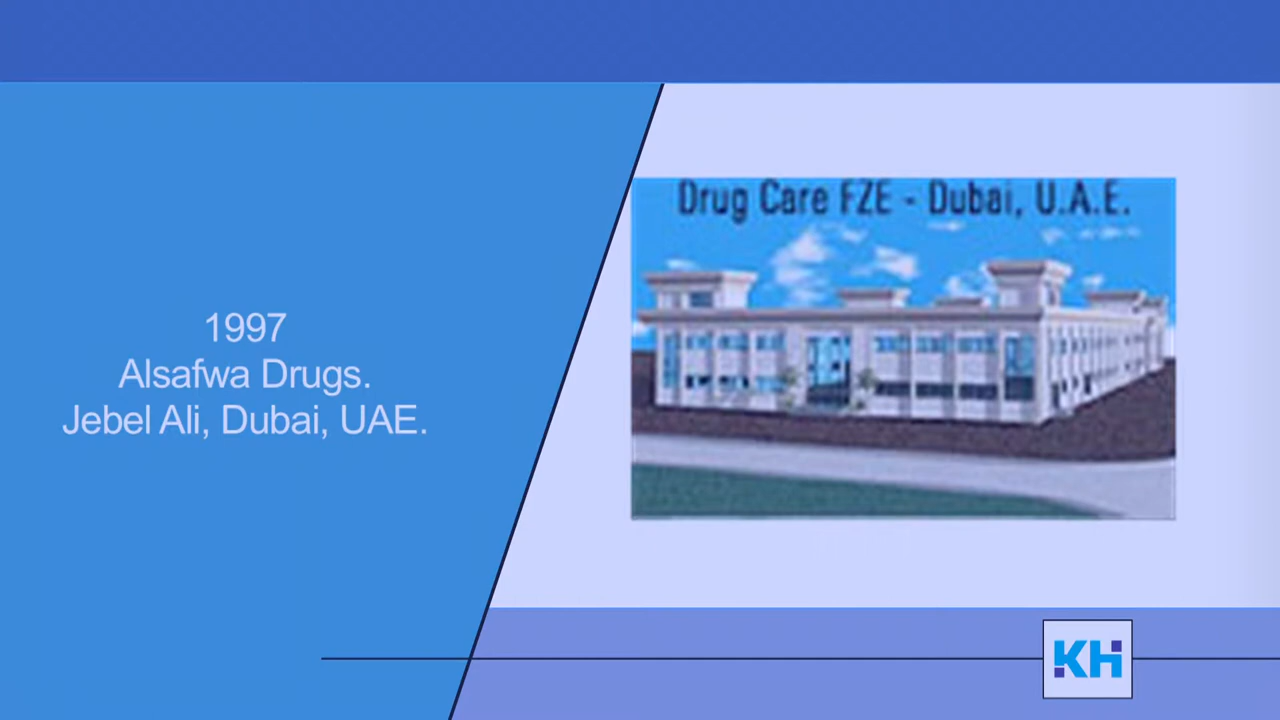 1997
Alsafwa Drugs.
Jebel Ali, Dubai, UAE.
Drug Care FZE - Dubai, U.A.E.
KH